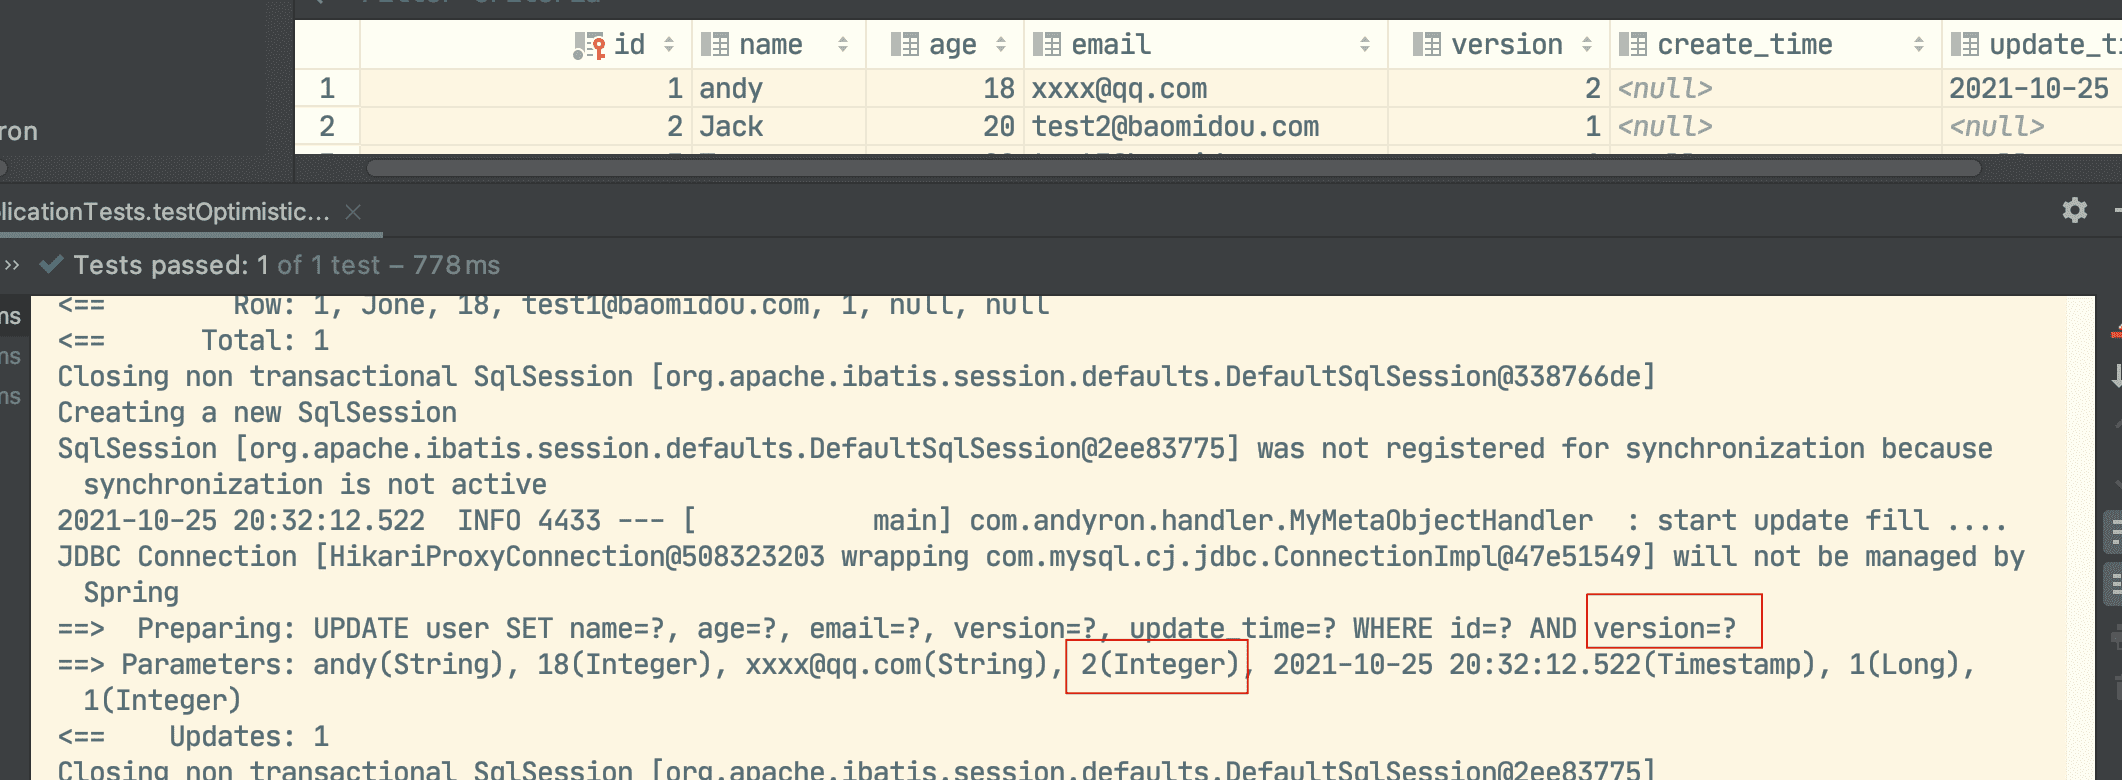 id name age email version create_time
1 1 andy 18 xxxx@qq.com 2 <null> 2021-10-25
2 2 Jack 20 test2@baomidou.com 1 <null> <null>
ron
licationTests.testOptimistic...
Tests passed: 1 of 1 test – 778 ms
<==        Row: 1, Jone, 18, test1@baomidou.com, 1, null, null
ms
<==      Total: 1
ms
Closing non transactional SqlSession [org.apache.ibatis.session.defaults.DefaultSqlSession@338766de]
ms
Creating a new SqlSession
SqlSession [org.apache.ibatis.session.defaults.DefaultSqlSession@2ee83775] was not registered for synchronization because
synchronization is not active
2021-10-25 20:32:12.522  INFO 4433 --- [           main] com.andyron.handler.MyMetaObjectHandler  : start update fill ....
JDBC Connection [HikariProxyConnection@508323203 wrapping com.mysql.cj.jdbc.ConnectionImpl@47e51549] will not be managed by
Spring
==>  Preparing: UPDATE user SET name=?, age=?, email=?, version=?, update_time=? WHERE id=? AND version=?
==> Parameters: andy(String), 18(Integer), xxxx@qq.com(String), 2(Integer), 2021-10-25 20:32:12.522(Timestamp), 1(Long),
1(Integer)
<==    Updates: 1
Closing non transactional SqlSession [org.apache.ibatis.session.defaults.DefaultSqlSession@2ee83775]